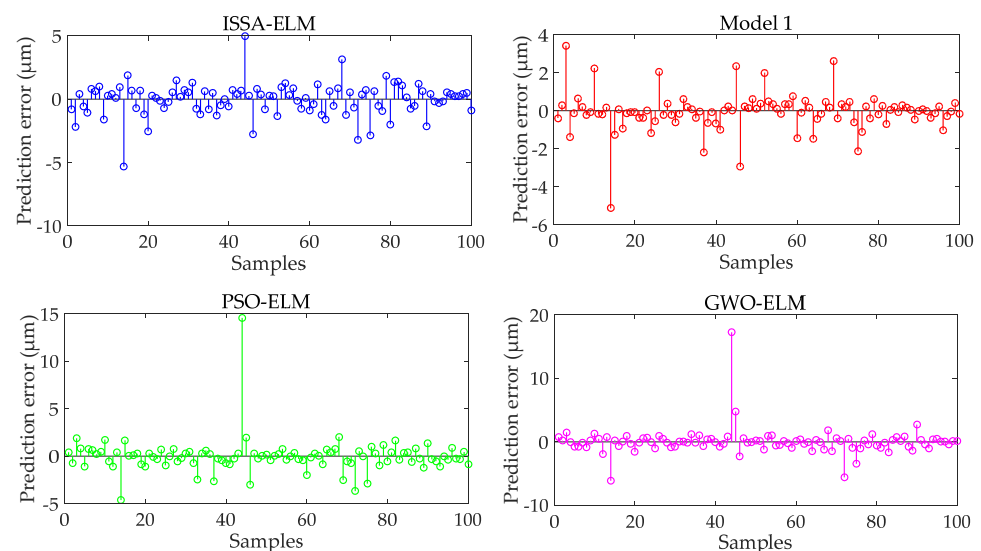 ISSA-ELM
Prediction error (μm)
5
0
-5
-10
0 20 40 60 80 100
Samples
Model 1
Prediction error (μm)
4
2
0
-2
-4
-6
0 20 40 60 80 100
Samples
PSO-ELM
Prediction error (μm)
15
10
5
0
-5
0 20 40 60 80 100
Samples
GWO-ELM
Prediction error (μm)
20
10
0
-10
0 20 40 60 80 100
Samples